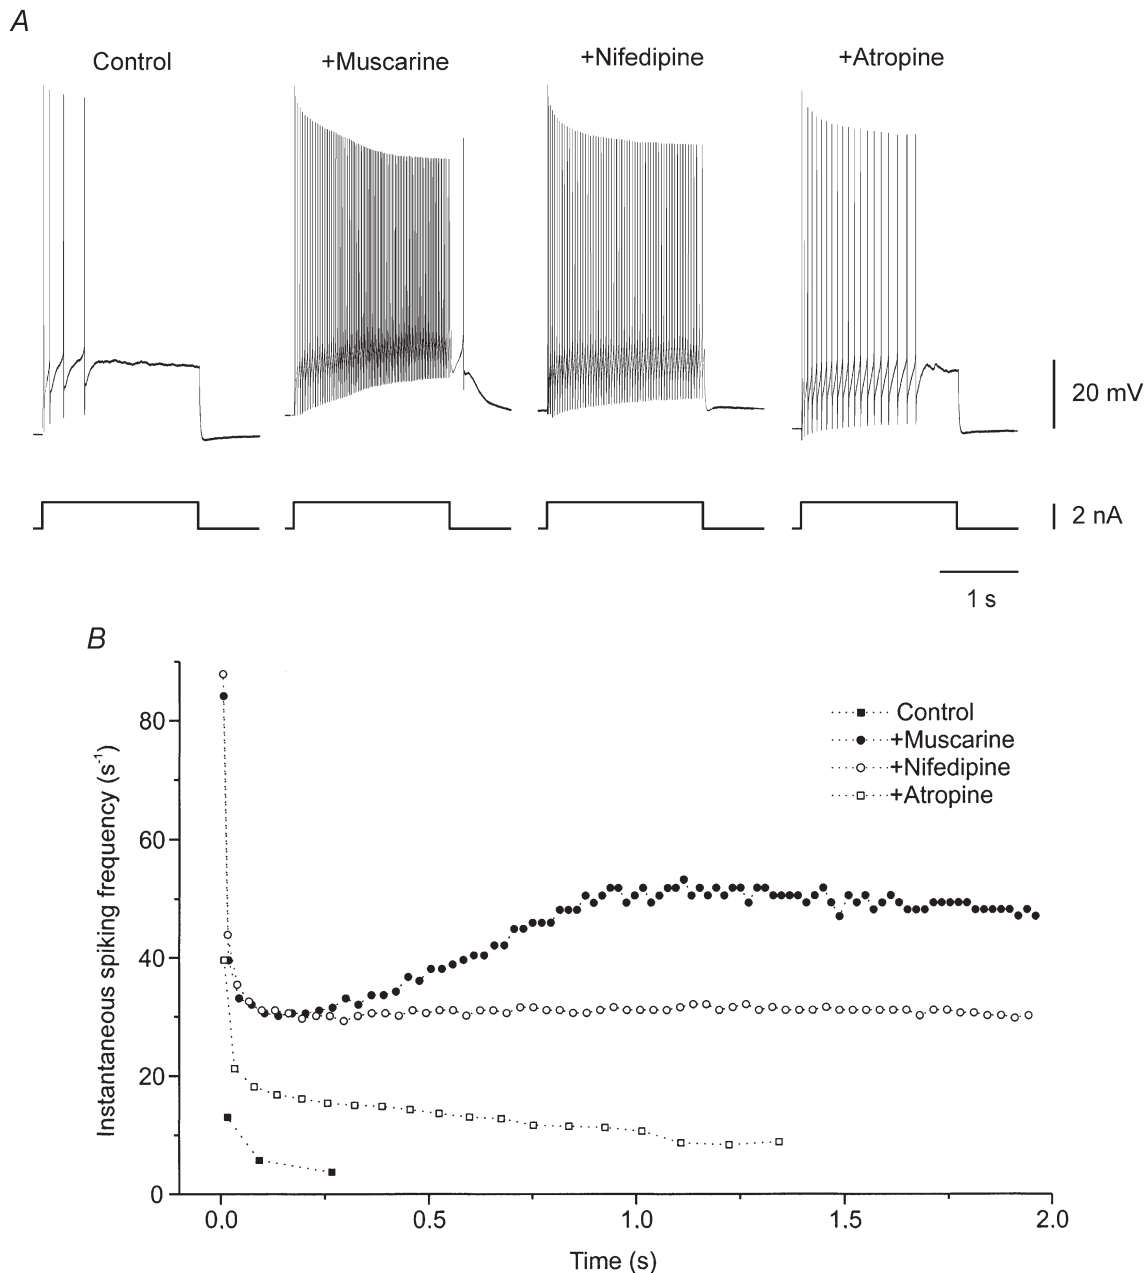 A
Control
+Muscarine
+Nifedipine
+Atropine
20 mV
2 nA
1 s
B
Instantaneous spiking frequency (s⁻¹)
80
60
40
20
0
Control
+Muscarine
+Nifedipine
+Atropine
0.0
0.5
1.0
1.5
2.0
Time (s)